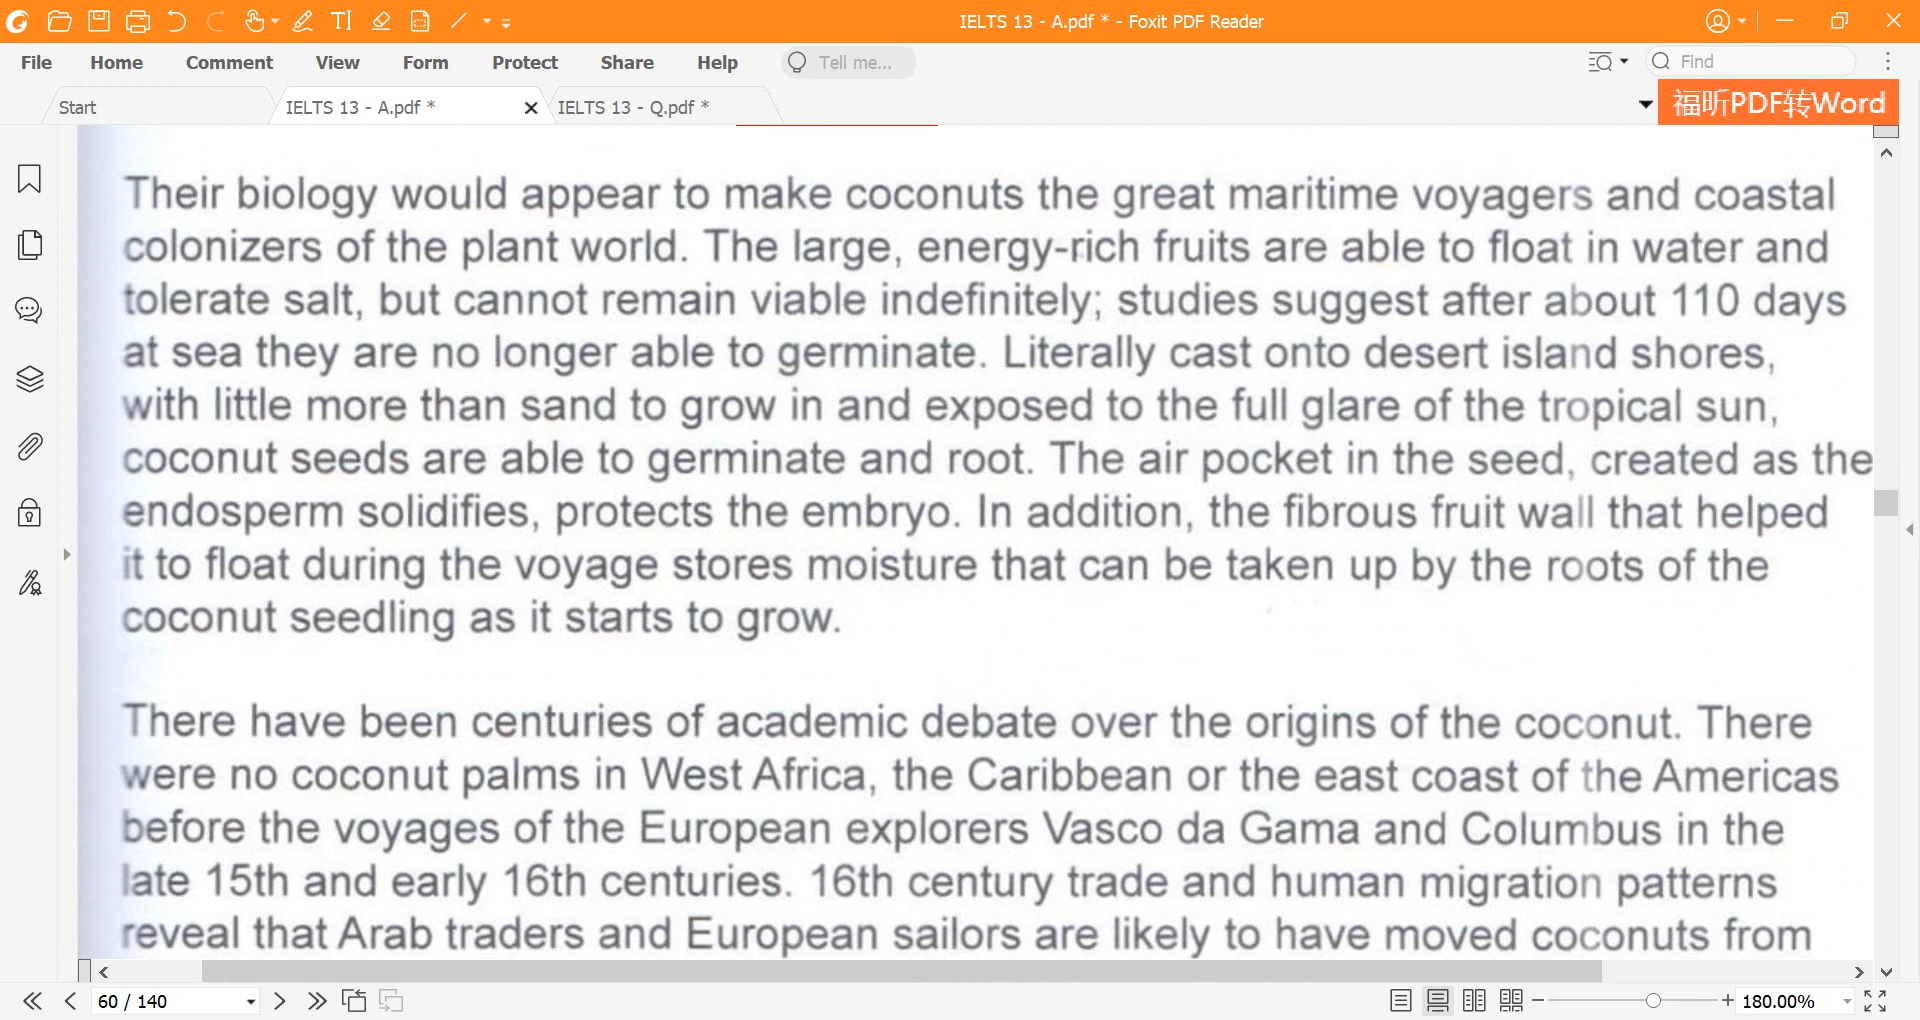 IELTS 13 - A.pdf * - Foxit PDF Reader
File Home Comment View Form Protect Share Help Tell me... Find
Start IELTS 13 - A.pdf * IELTS 13 - Q.pdf * 福昕PDF转Word
Their biology would appear to make coconuts the great maritime voyagers and coastal
colonizers of the plant world. The large, energy-rich fruits are able to float in water and
tolerate salt, but cannot remain viable indefinitely; studies suggest after about 110 days
at sea they are no longer able to germinate. Literally cast onto desert island shores,
with little more than sand to grow in and exposed to the full glare of the tropical sun,
coconut seeds are able to germinate and root. The air pocket in the seed, created as the
endosperm solidifies, protects the embryo. In addition, the fibrous fruit wall that helped
it to float during the voyage stores moisture that can be taken up by the roots of the
coconut seedling as it starts to grow.
There have been centuries of academic debate over the origins of the coconut. There
were no coconut palms in West Africa, the Caribbean or the east coast of the Americas
before the voyages of the European explorers Vasco da Gama and Columbus in the
late 15th and early 16th centuries. 16th century trade and human migration patterns
reveal that Arab traders and European sailors are likely to have moved coconuts from
60 / 140 180.00%